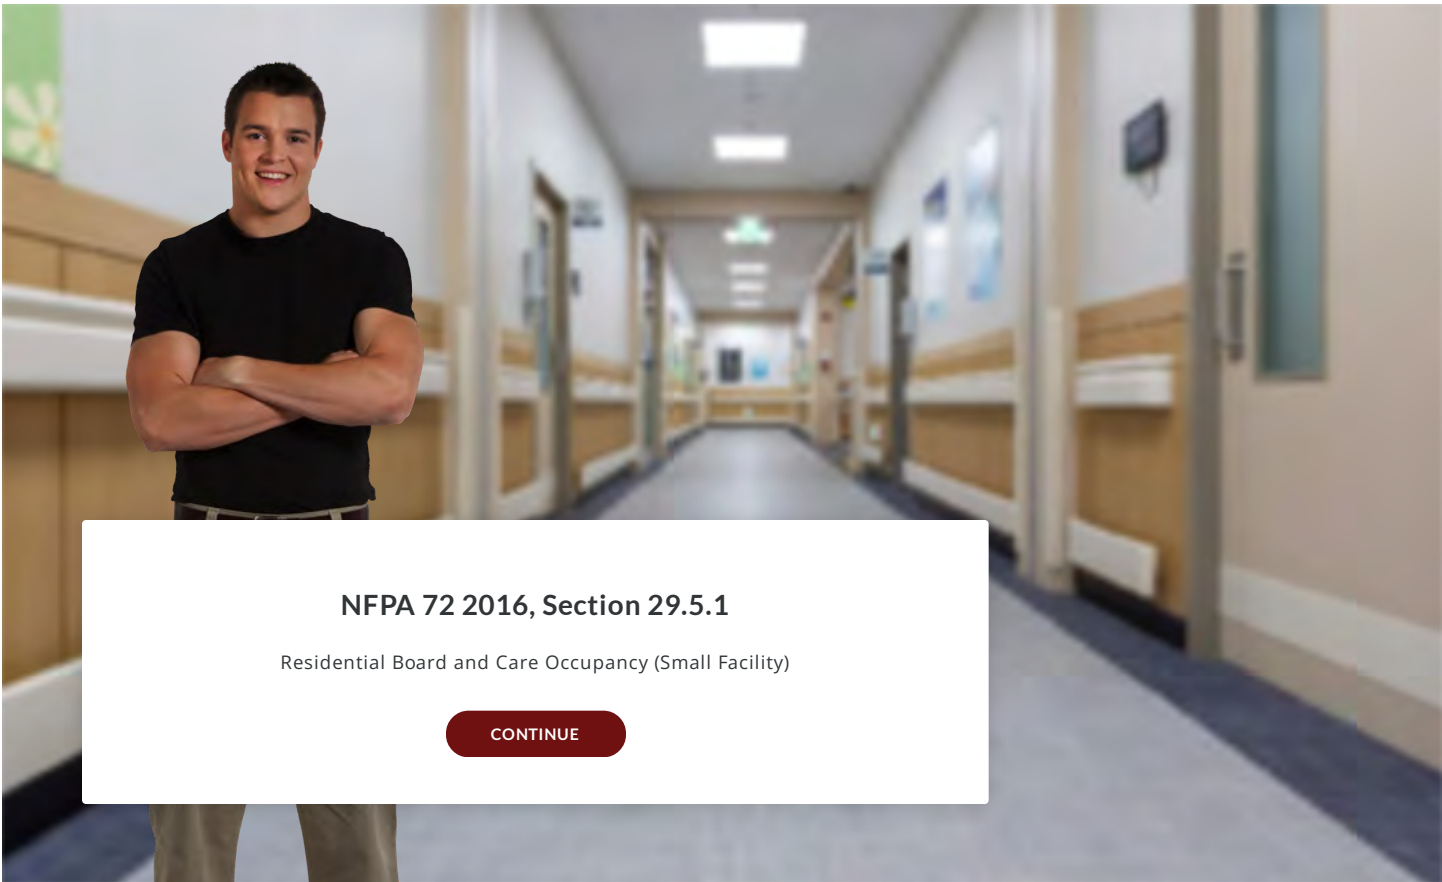 NFPA 72 2016, Section 29.5.1
Residential Board and Care Occupancy (Small Facility)
CONTINUE